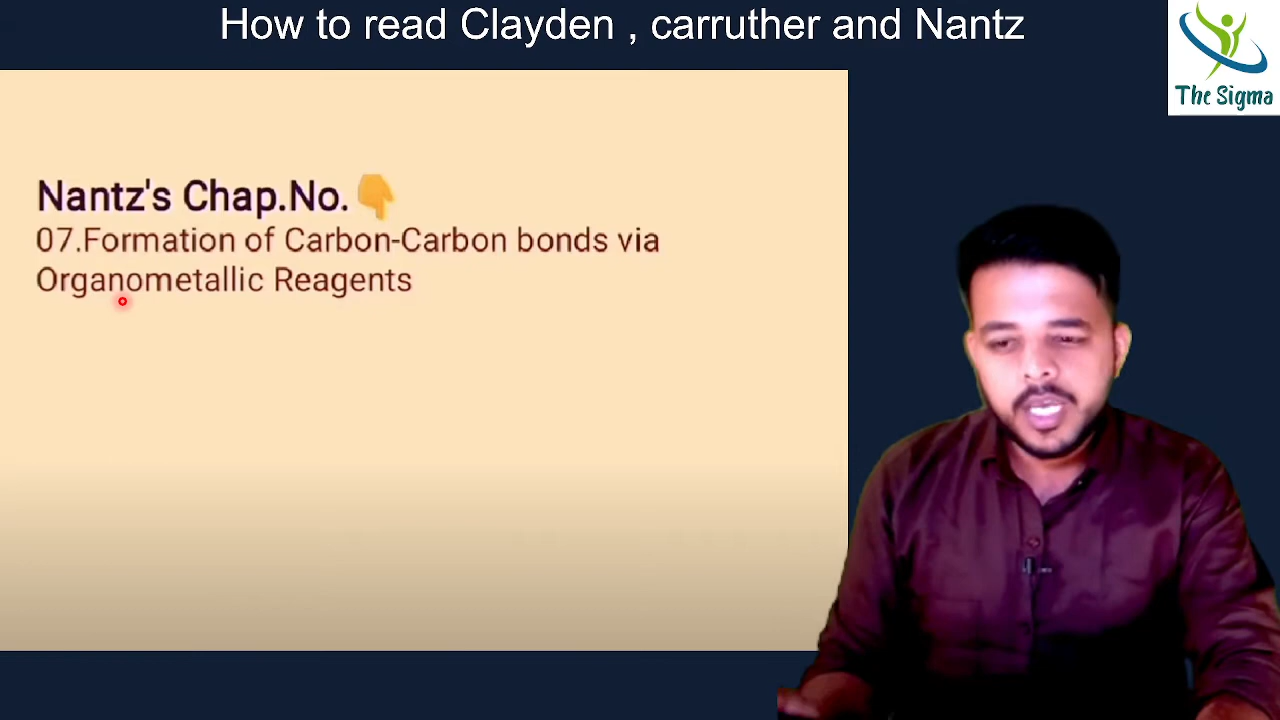 How to read Clayden , carruther and Nantz
The Sigma
Nantz's Chap.No.👇
07.Formation of Carbon-Carbon bonds via
Organometallic Reagents